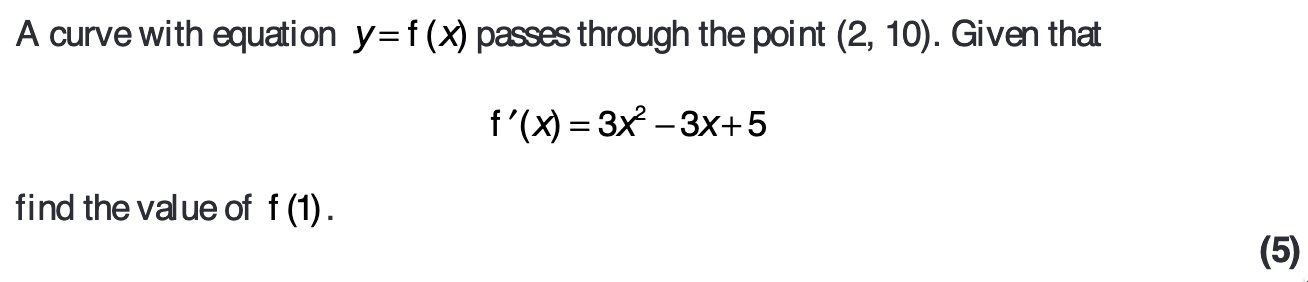 A curve with equation y = f (x) passes through the point (2, 10). Given that
f ′(x) = 3x² – 3x + 5
find the value of f (1).
(5)